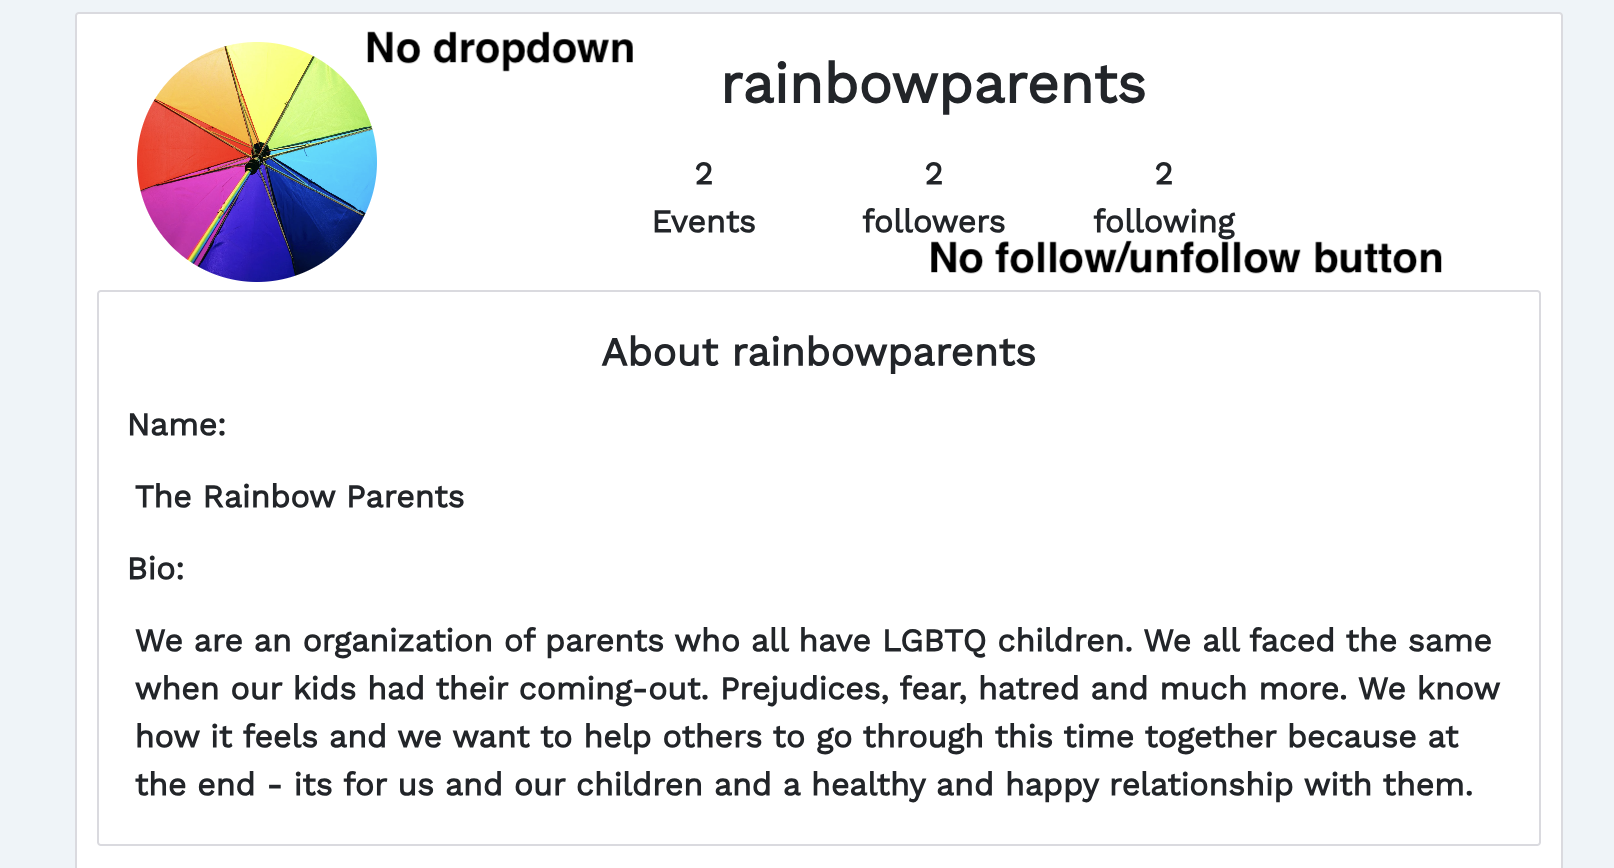 No dropdown
rainbowparents
2 2 2
Events followers following
No follow/unfollow button
About rainbowparents
Name:
The Rainbow Parents
Bio:
We are an organization of parents who all have LGBTQ children. We all faced the same
when our kids had their coming-out. Prejudices, fear, hatred and much more. We know
how it feels and we want to help others to go through this time together because at
the end - its for us and our children and a healthy and happy relationship with them.